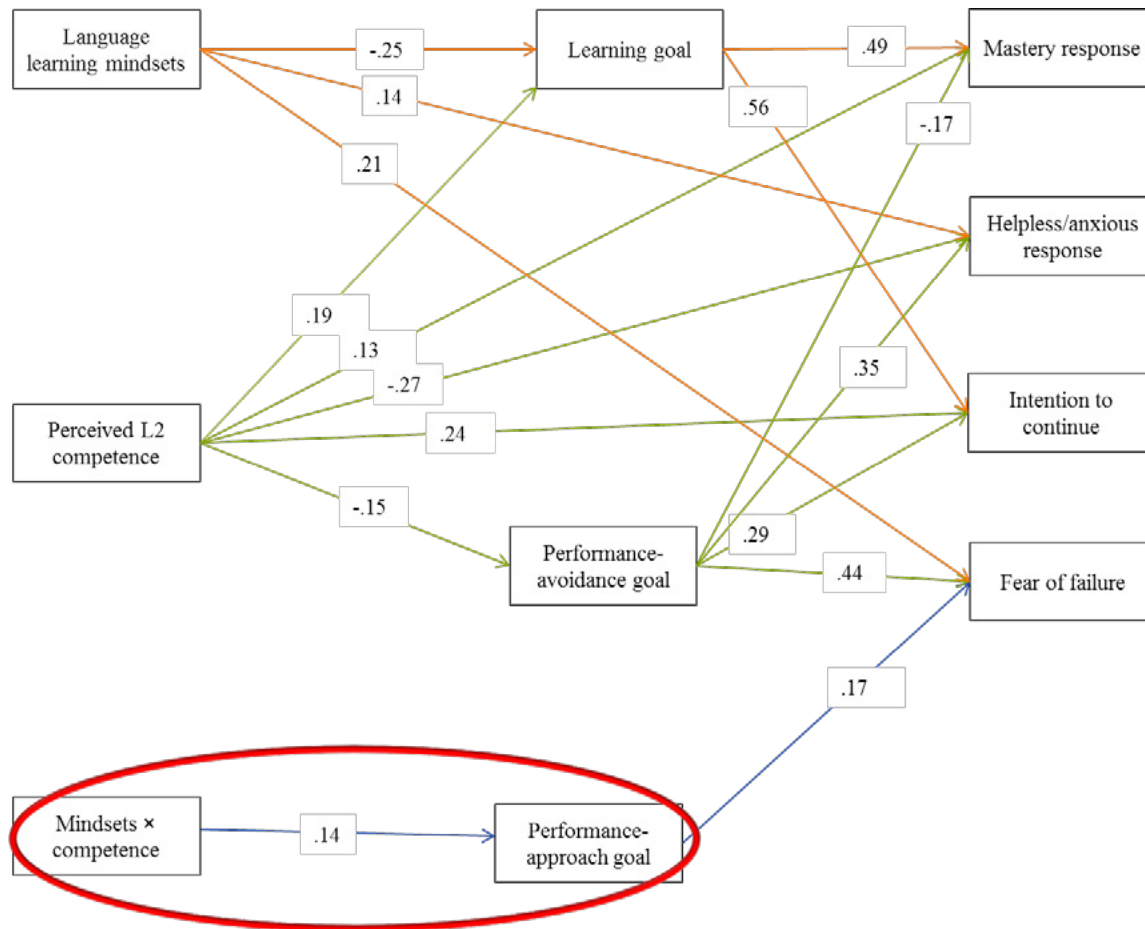 Language
learning mindsets
-.25
Learning goal
.49
Mastery response
.14
.56
-.17
.21
Helpless/anxious
response
.19
.13
.35
-.27
Perceived L2
competence
.24
Intention to
continue
-.15
Performance-
avoidance goal
.29
.44
Fear of failure
.17
Mindsets ×
competence
.14
Performance-
approach goal